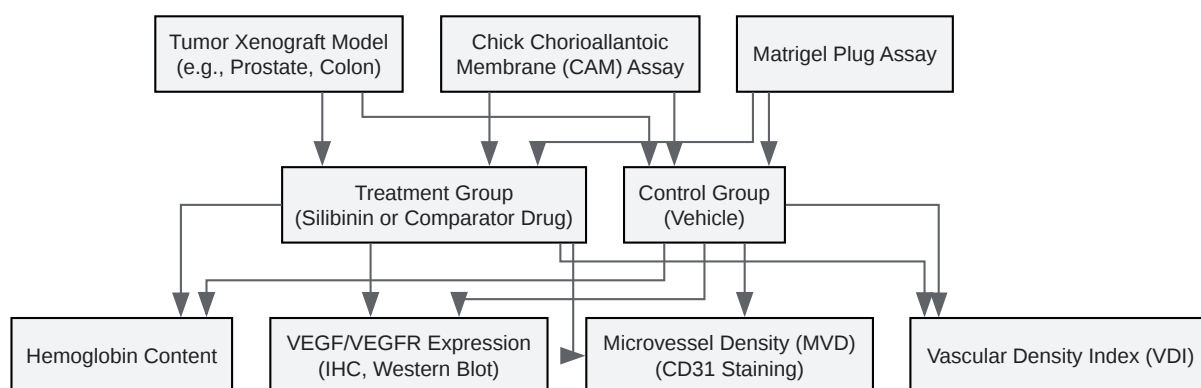 Tumor Xenograft Model
(e.g., Prostate, Colon)
Chick Chorioallantoic
Membrane (CAM) Assay
Matrigel Plug Assay
Treatment Group
(Silibinin or Comparator Drug)
Control Group
(Vehicle)
Hemoglobin Content
VEGF/VEGFR Expression
(IHC, Western Blot)
Microvessel Density (MVD)
(CD31 Staining)
Vascular Density Index (VDI)